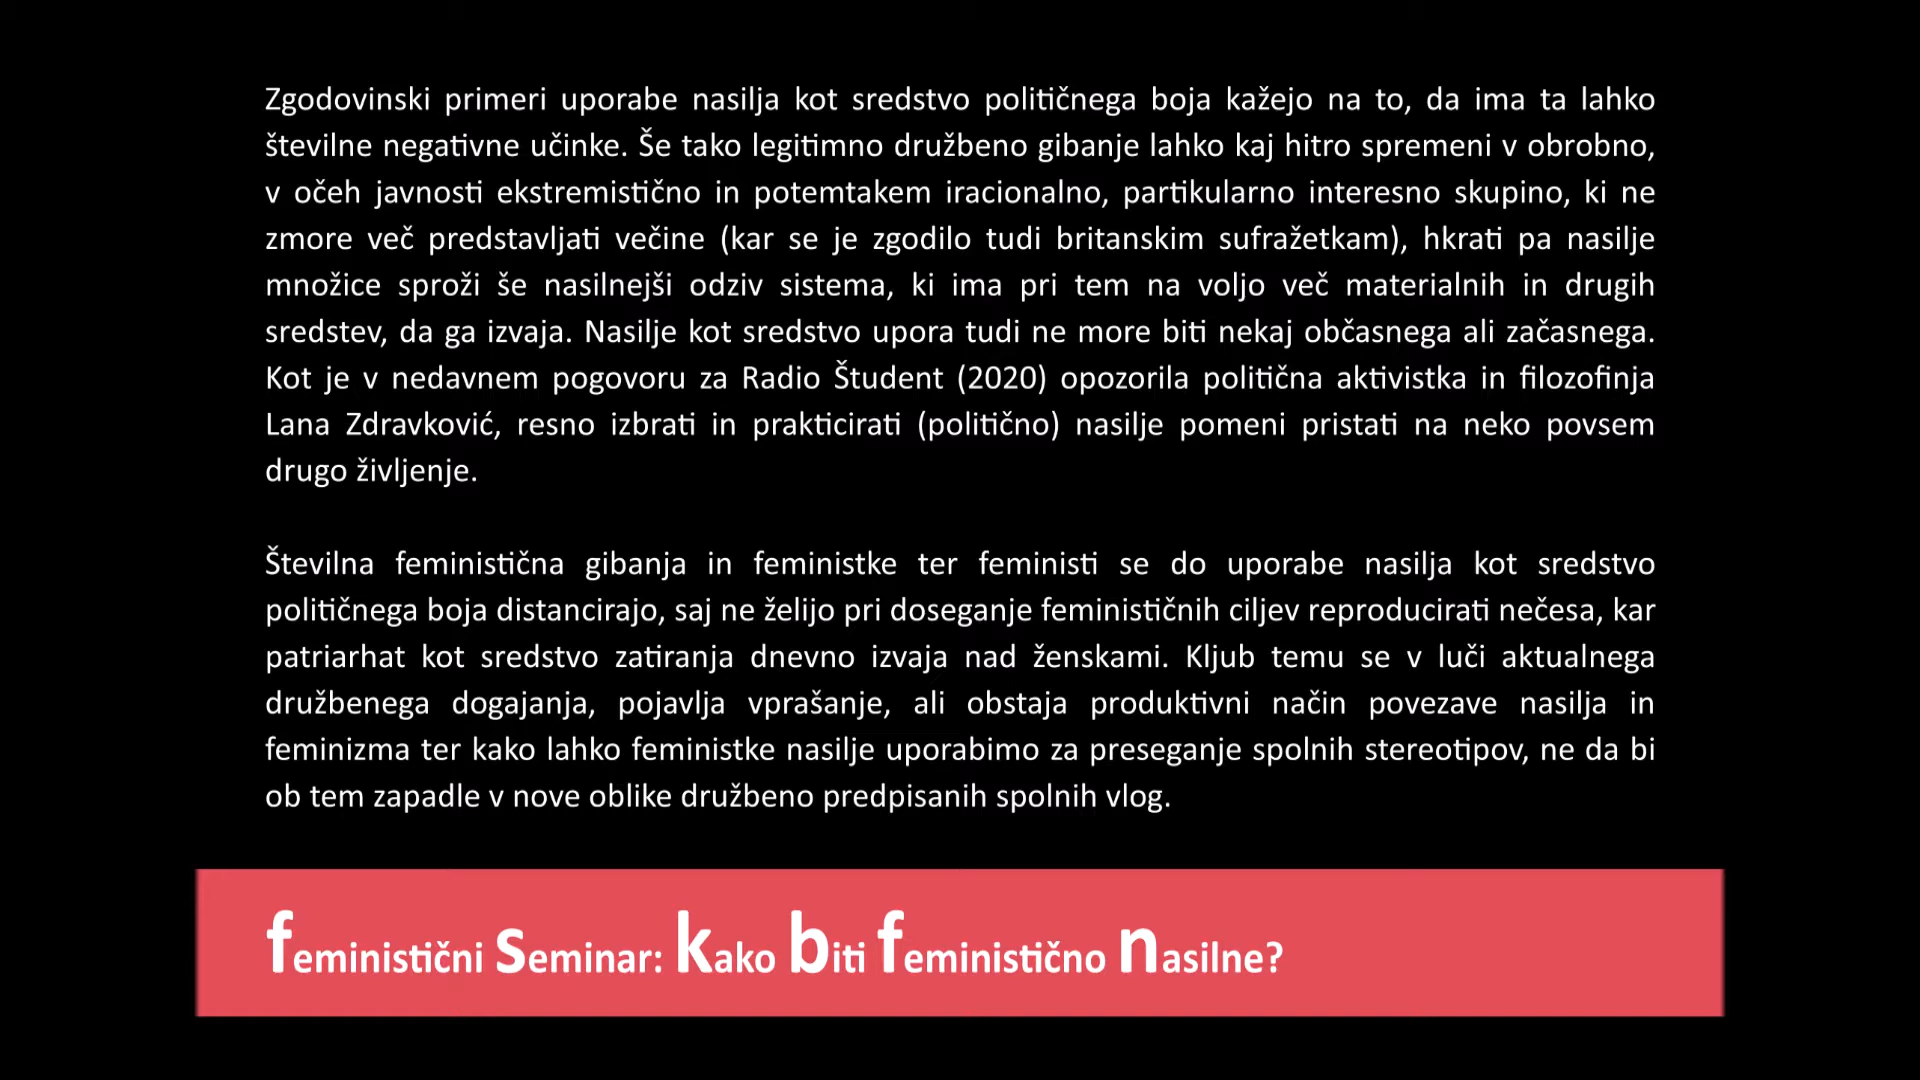 Zgodovinski primeri uporabe nasilja kot sredstvo političnega boja kažejo na to, da ima ta lahko
številne negativne učinke. Še tako legitimno družbeno gibanje lahko kaj hitro spremeni v obrobno,
v očeh javnosti ekstremistično in potemtakem iracionalno, partikularno interesno skupino, ki ne
zmore več predstavljati večine (kar se je zgodilo tudi britanskim sufražetkam), hkrati pa nasilje
množice sproži še nasilnejši odziv sistema, ki ima pri tem na voljo več materialnih in drugih
sredstev, da ga izvaja. Nasilje kot sredstvo upora tudi ne more biti nekaj občasnega ali začasnega.
Kot je v nedavnem pogovoru za Radio Študent (2020) opozorila politična aktivistka in filozofinja
Lana Zdravković, resno izbrati in prakticirati (politično) nasilje pomeni pristati na neko povsem
drugo življenje.
Številna feministična gibanja in feministke ter feministi se do uporabe nasilja kot sredstvo
političnega boja distancirajo, saj ne želijo pri doseganje feminističnih ciljev reproducirati nečesa, kar
patriarhat kot sredstvo zatiranja dnevno izvaja nad ženskami. Kljub temu se v luči aktualnega
družbenega dogajanja, pojavlja vprašanje, ali obstaja produktivni način povezave nasilja in
feminizma ter kako lahko feministke nasilje uporabimo za preseganje spolnih stereotipov, ne da bi
ob tem zapadle v nove oblike družbeno predpisanih spolnih vlog.
feministični seminar: kako biti feministično nasilne?